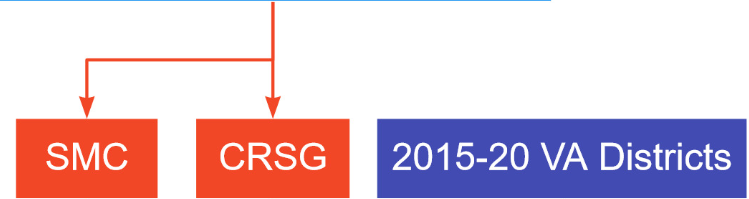 SMC CRSG 2015-20 VA Districts